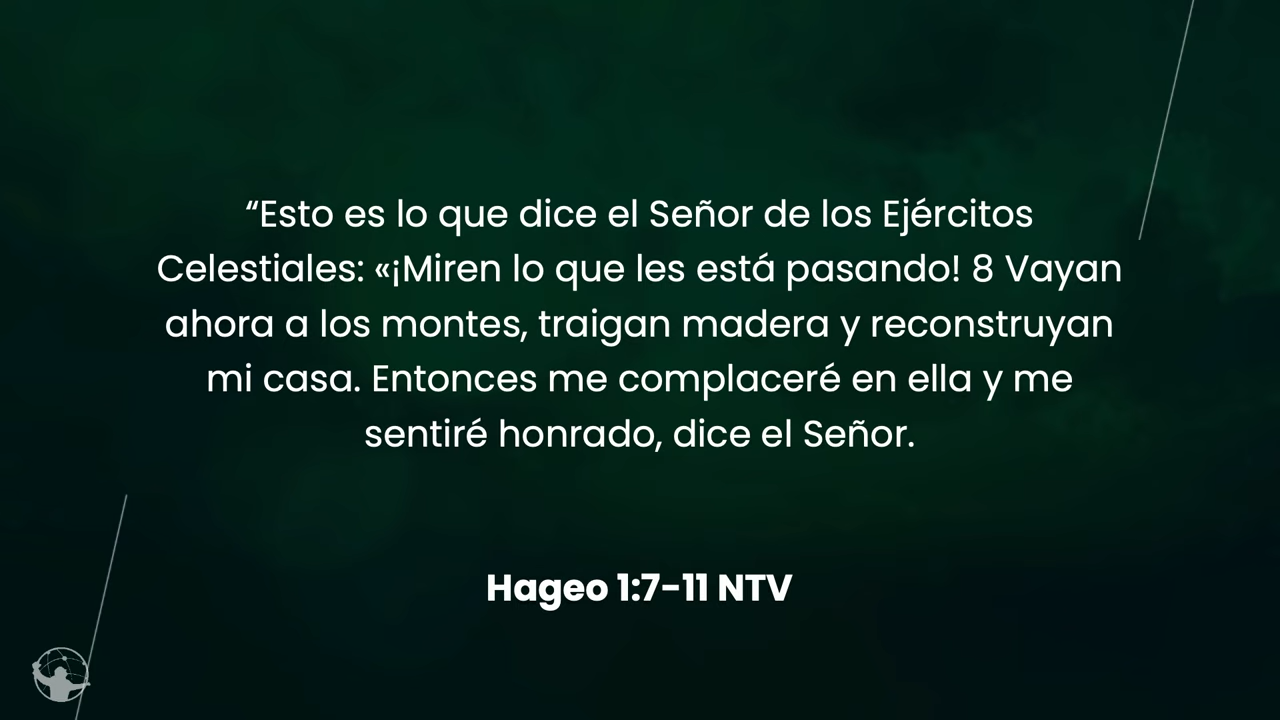 “Esto es lo que dice el Señor de los Ejércitos
Celestiales: «¡Miren lo que les está pasando! 8 Vayan
ahora a los montes, traigan madera y reconstruyan
mi casa. Entonces me complaceré en ella y me
sentiré honrado, dice el Señor.
Hageo 1:7-11 NTV